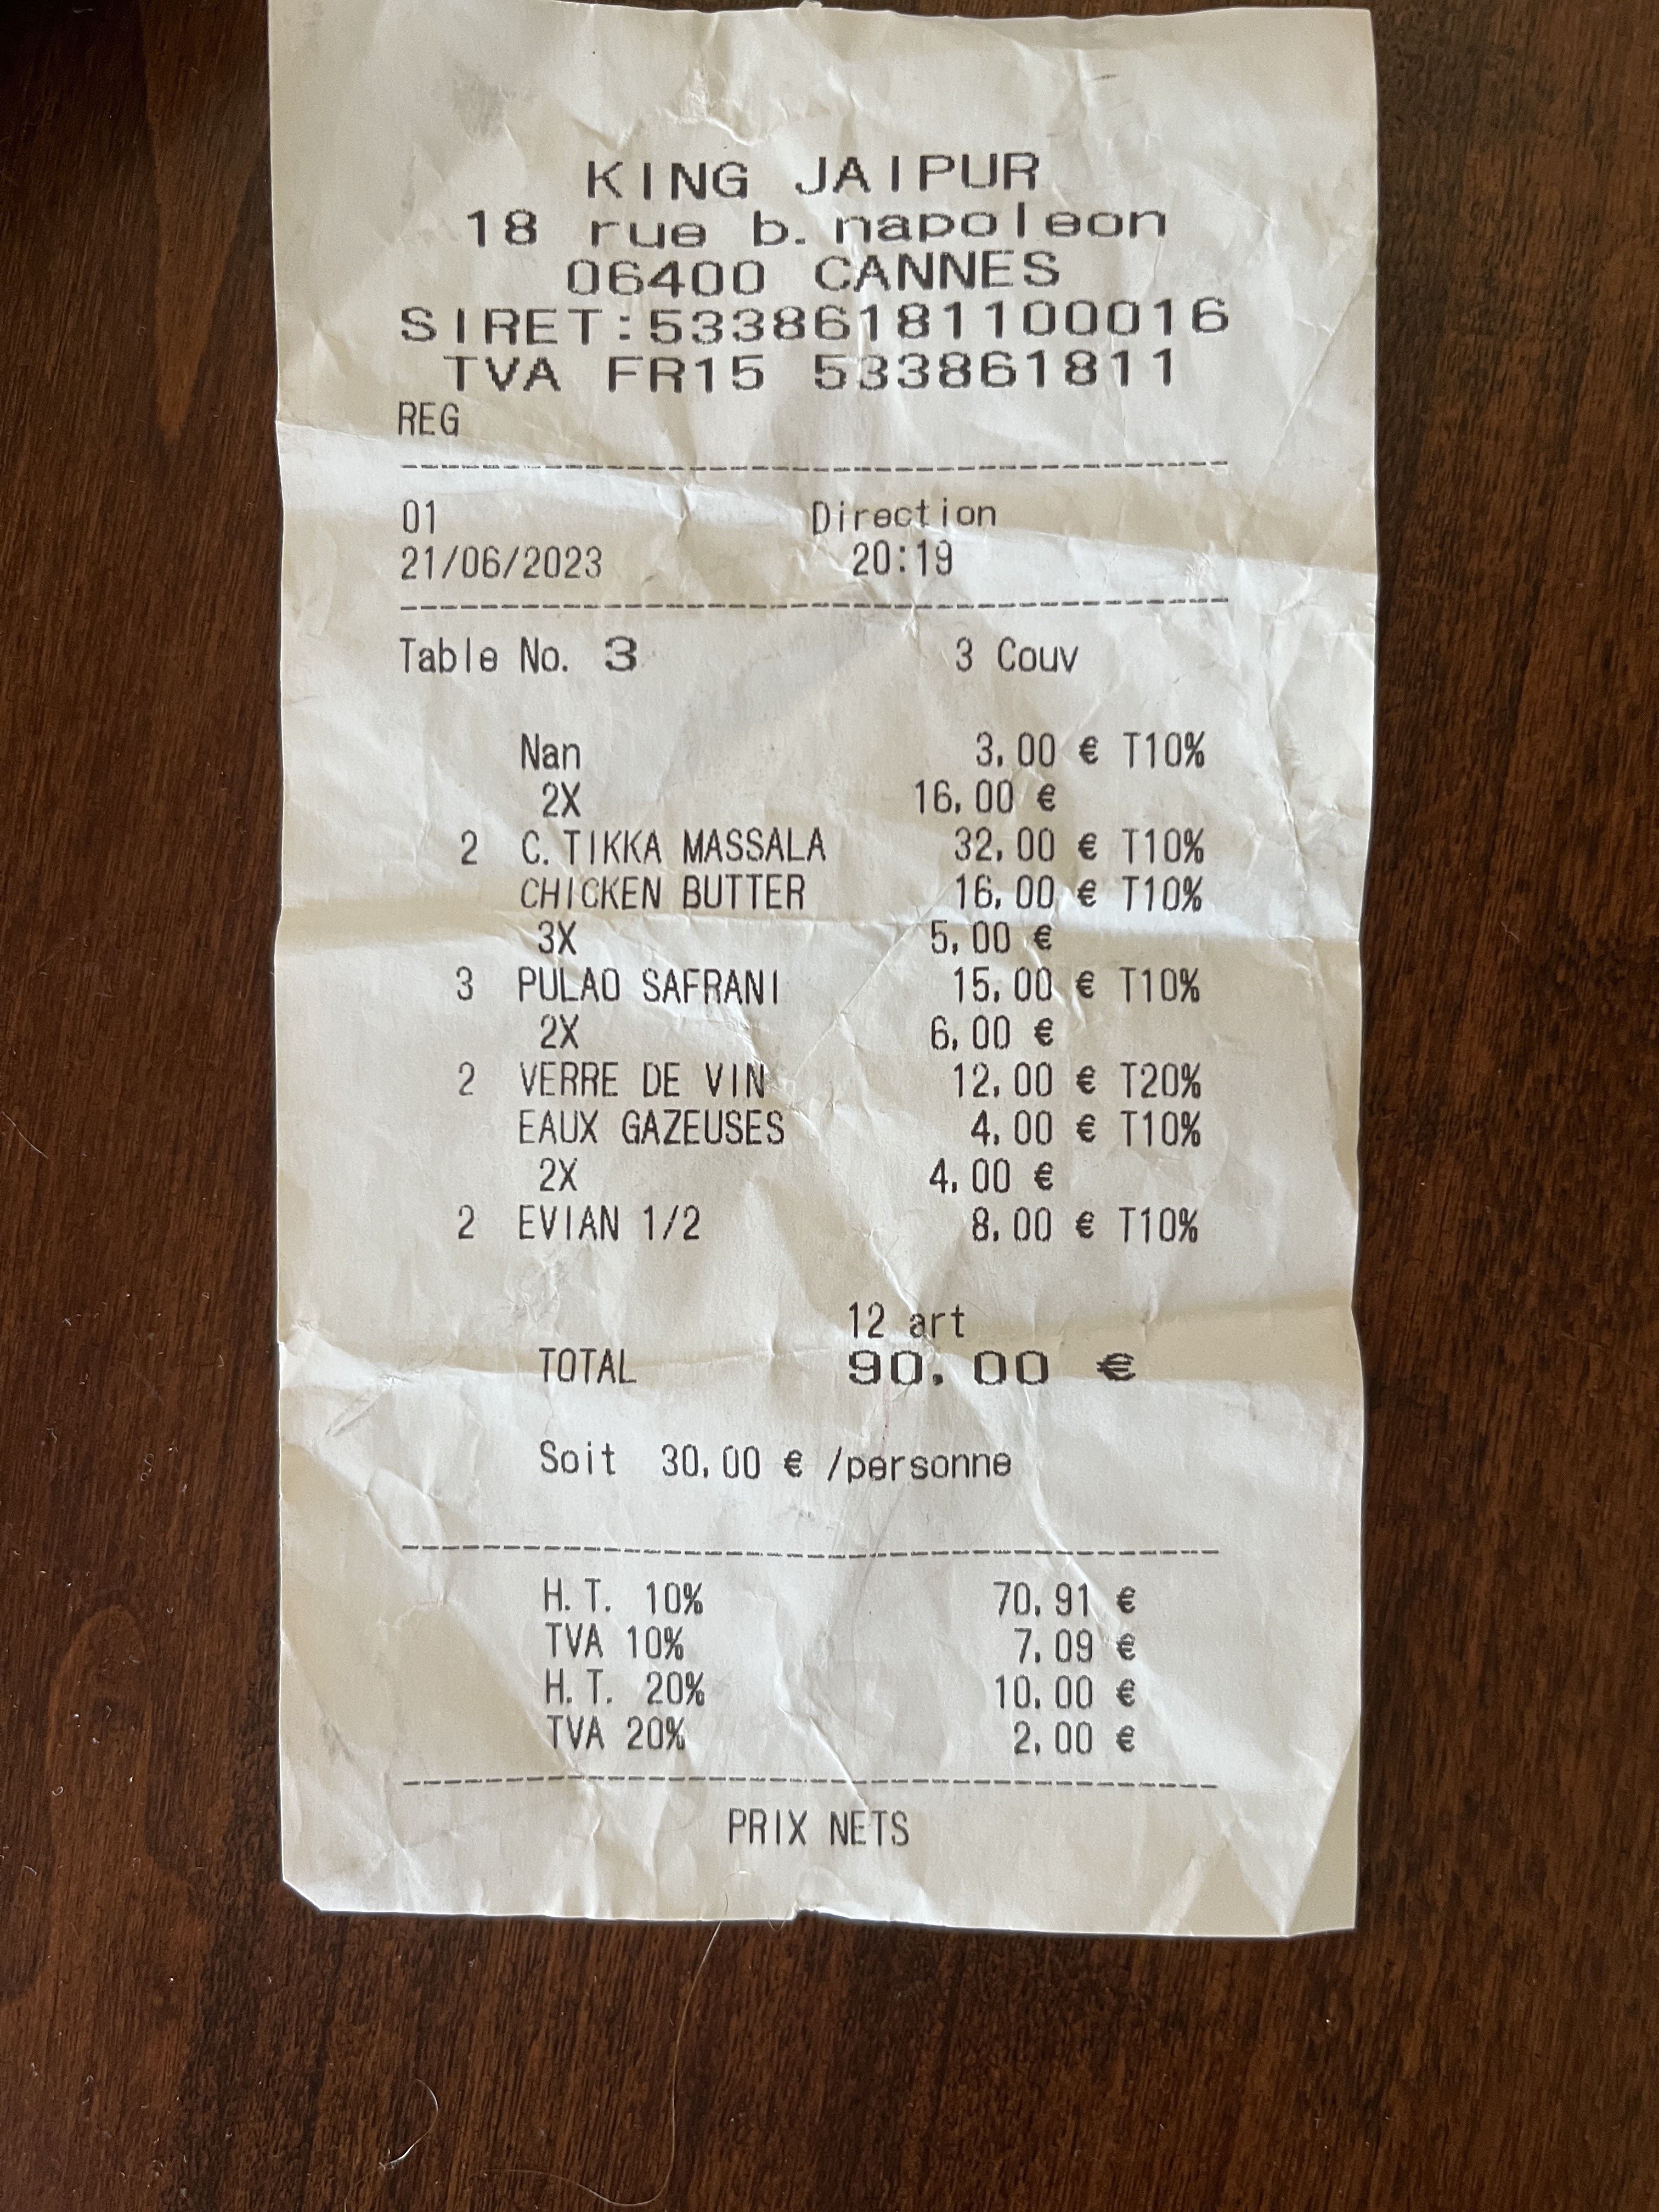 KING JAIPUR
18 rue b. napoleon
06400 CANNES
SIRET:53386181100016
TVA FR15 533861811
REG
01 Direction
21/06/2023 20:19
Table No. 3 3 Couv
Nan 3,00 € T10%
2X 16,00 €
2 C. TIKKA MASSALA 32,00 € T10%
CHICKEN BUTTER 16,00 € T10%
3X 5,00 €
3 PULAO SAFRANI 15,00 € T10%
2X 6,00 €
2 VERRE DE VIN 12,00 € T20%
EAUX GAZEUSES 4,00 € T10%
2X 4,00 €
2 EVIAN 1/2 8,00 € T10%
12 art
TOTAL 90,00 €
Soit 30,00 € /personne
H.T. 10% 70,91 €
TVA 10% 7,09 €
H.T. 20% 10,00 €
TVA 20% 2,00 €
PRIX NETS